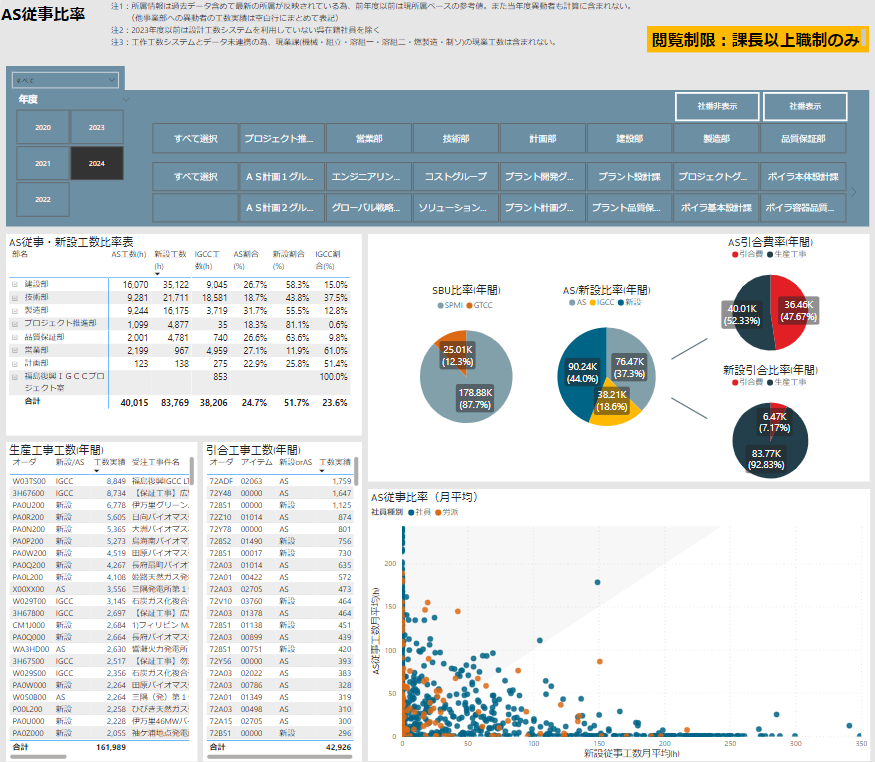 AS従事比率
注1：所属情報は過去データ含めて最新の所属が反映されている為、前年度以前は現所属ベースの参考値。また当年度異動者も計算に含まれない。
（他事業部への異動者の工数実績は空白行にまとめて表記）
注2：2023年度以前は設計工数システムを利用していない呉在籍社員を除く
注3：工作工数システムとデータ未連携の為、現業課(機械・組立・溶組一・溶組二・燃製造・制ソ)の現業工数は含まれない。
閲覧制限：課長以上職制のみ
すべて
年度
2020 2023
2021 2024
2022
社番非表示 社番表示
すべて選択 プロジェクト推... 営業部 技術部 計画部 建設部 製造部 品質保証部
すべて選択 ＡＳ計画１グル... エンジニアリン... コストグループ プラント開発グ... プラント設計課 プロジェクトグ... ボイラ本体設計課
ＡＳ計画２グル... グローバル戦略... ソリューション... プラント計画グ... プラント品質保... ボイラ基本設計課 ボイラ容器品質...
AS従事・新設工数比率表
部名 AS工数(h) 新設工数(h) IGCC工数(h) AS割合(%) 新設割合(%) IGCC割合(%)
建設部 16,070 35,122 9,045 26.7% 58.3% 15.0%
技術部 9,281 21,711 18,581 18.7% 43.8% 37.5%
製造部 9,244 16,175 3,719 31.7% 55.5% 12.8%
プロジェクト推進部 1,099 4,877 35 18.3% 81.1% 0.6%
品質保証部 2,001 4,781 740 26.6% 63.6% 9.8%
営業部 2,199 967 4,959 27.1% 11.9% 61.0%
計画部 123 138 275 22.9% 25.8% 51.4%
福島復興ＩＧＣＣプロジェクト室 853 100.0%
合計 40,015 83,769 38,206 24.7% 51.7% 23.6%
SBU比率(年間)
SPMI GTCC
25.01K
(12.3%)
178.88K
(87.7%)
AS/新設比率(年間)
AS IGCC 新設
90.24K
(44.0%)
76.47K
(37.3%)
38.21K
(18.6%)
AS引合費率(年間)
引合費 生産工事
40.01K
(52.33%)
36.46K
(47.67%)
新設引合比率(年間)
引合費 生産工事
6.47K
(7.17%)
83.77K
(92.83%)
生産工事工数(年間)
オーダ 新設/AS 工数実績 受注工事件名
W03TS00 IGCC 8,849 福島復興IGCC LT
3H67600 IGCC 8,734 【保証工事】広
PA0U200 新設 6,778 伊万里グリーン
PA0R200 新設 5,605 日向バイオマス
PA0N200 新設 5,365 大洲バイオマス
PA0P200 新設 5,273 鳥海南バイオマ
PA0W200 新設 4,519 田原バイオマス
PA0Q200 新設 4,267 長府扇町バイオ
PA0L200 新設 4,108 姫路天然ガス発
X00XX00 AS 3,556 三隅発電所第１
W029T00 IGCC 3,145 石炭ガス化複合
3H67800 IGCC 2,697 【保証工事】広
CM1J000 新設 2,684 1)フィリピン M
PA0Q000 新設 2,664 長府バイオマス
WA3HD00 AS 2,630
3H67500 IGCC 2,517 【保証工事】勿
W029S00 IGCC 2,356 石炭ガス化複合
PA0W000 新設 2,264 田原バイオマス
W050B00 AS 2,264 三隅（発）第１
P00L200 新設 2,258 ひびき天然ガス
PA0U000 新設 2,228 伊万里46MWバ
PA0Z000 新設 2,055 袖ケ浦地点発電
合計 161,989
引合工事工数(年間)
オーダ アイテム 新設orAS 工数実績
72ADF 02063 AS 1,759
72Y48 00000 AS 1,647
72851 00000 新設 1,125
72Z10 01014 AS 874
72Y78 00000 AS 801
72852 01490 新設 756
72851 00017 新設 730
72A03 01014 AS 635
72A01 00422 AS 572
72A03 02705 AS 473
72V10 03760 新設 464
72A03 01378 AS 464
72851 01138 新設 451
72A03 00899 AS 439
72851 00751 新設 420
72Y56 00000 AS 393
72A03 02022 AS 383
72A03 00786 AS 328
72A01 01349 AS 319
72A03 00498 AS 310
72A15 02705 AS 300
72B51 00000 新設 296
合計 42,926
AS従事比率（月平均）
社員種別 社員 労派
AS従事工数月平均(h)
200
150
100
50
0
0 50 100 150 200 250 300 350
新設従事工数月平均(h)